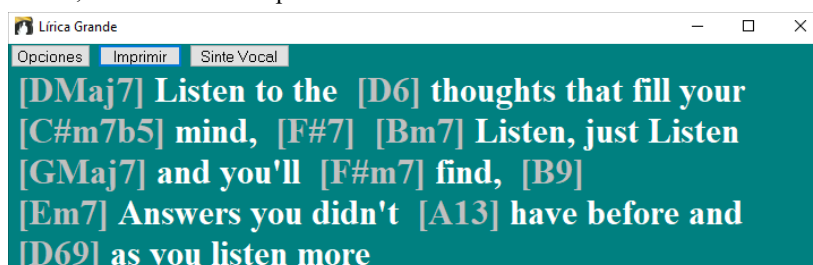 Lírica Grande
Opciones Imprimir Sinte Vocal
[DMaj7] Listen to the [D6] thoughts that fill your
[C#m7b5] mind, [F#7] [Bm7] Listen, just Listen
[GMaj7] and you'll [F#m7] find, [B9]
[Em7] Answers you didn't [A13] have before and
[D69] as you listen more